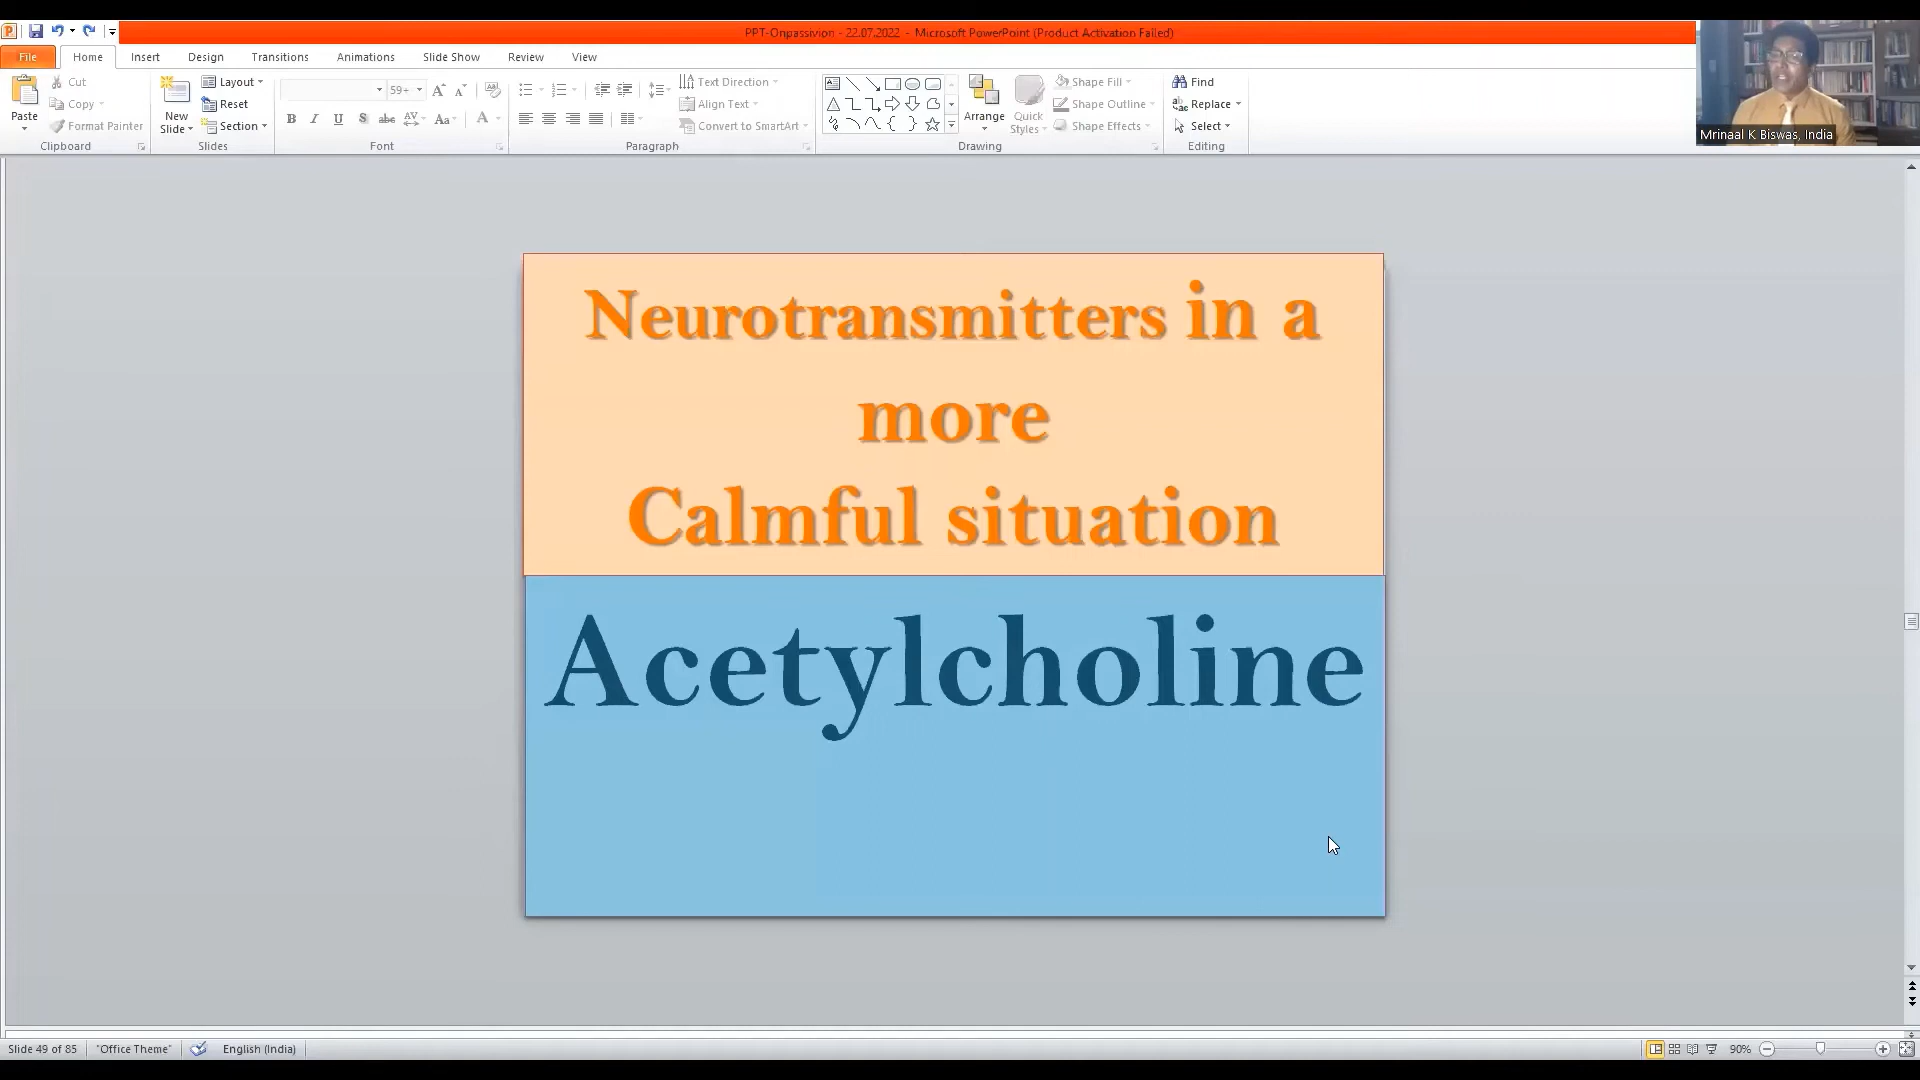 PPT-Onpassivion - 22.07.2022 - Microsoft PowerPoint (Product Activation Failed)
File Home Insert Design Transitions Animations Slide Show Review View
Paste
Cut
Copy
Format Painter
Clipboard
New Slide
Layout
Reset
Section
Slides
59+
Font
Text Direction
Align Text
Convert to SmartArt
Paragraph
Arrange
Quick Styles
Shape Fill
Shape Outline
Shape Effects
Drawing
Find
Replace
Select
Editing
Mrinaal K Biswas, India
Neurotransmitters in a
more
Calmful situation
Acetylcholine
Slide 49 of 85 "Office Theme" English (India) 90%